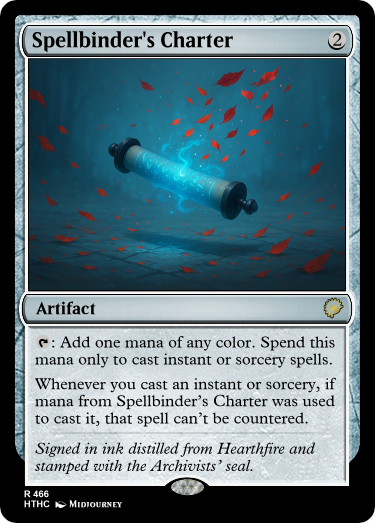 Spellbinder's Charter 2
Artifact
: Add one mana of any color. Spend this
mana only to cast instant or sorcery spells.
Whenever you cast an instant or sorcery, if
mana from Spellbinder's Charter was used
to cast it, that spell can't be countered.
Signed in ink distilled from Hearthfire and
stamped with the Archivists' seal.
R 466
HTHC Midjourney